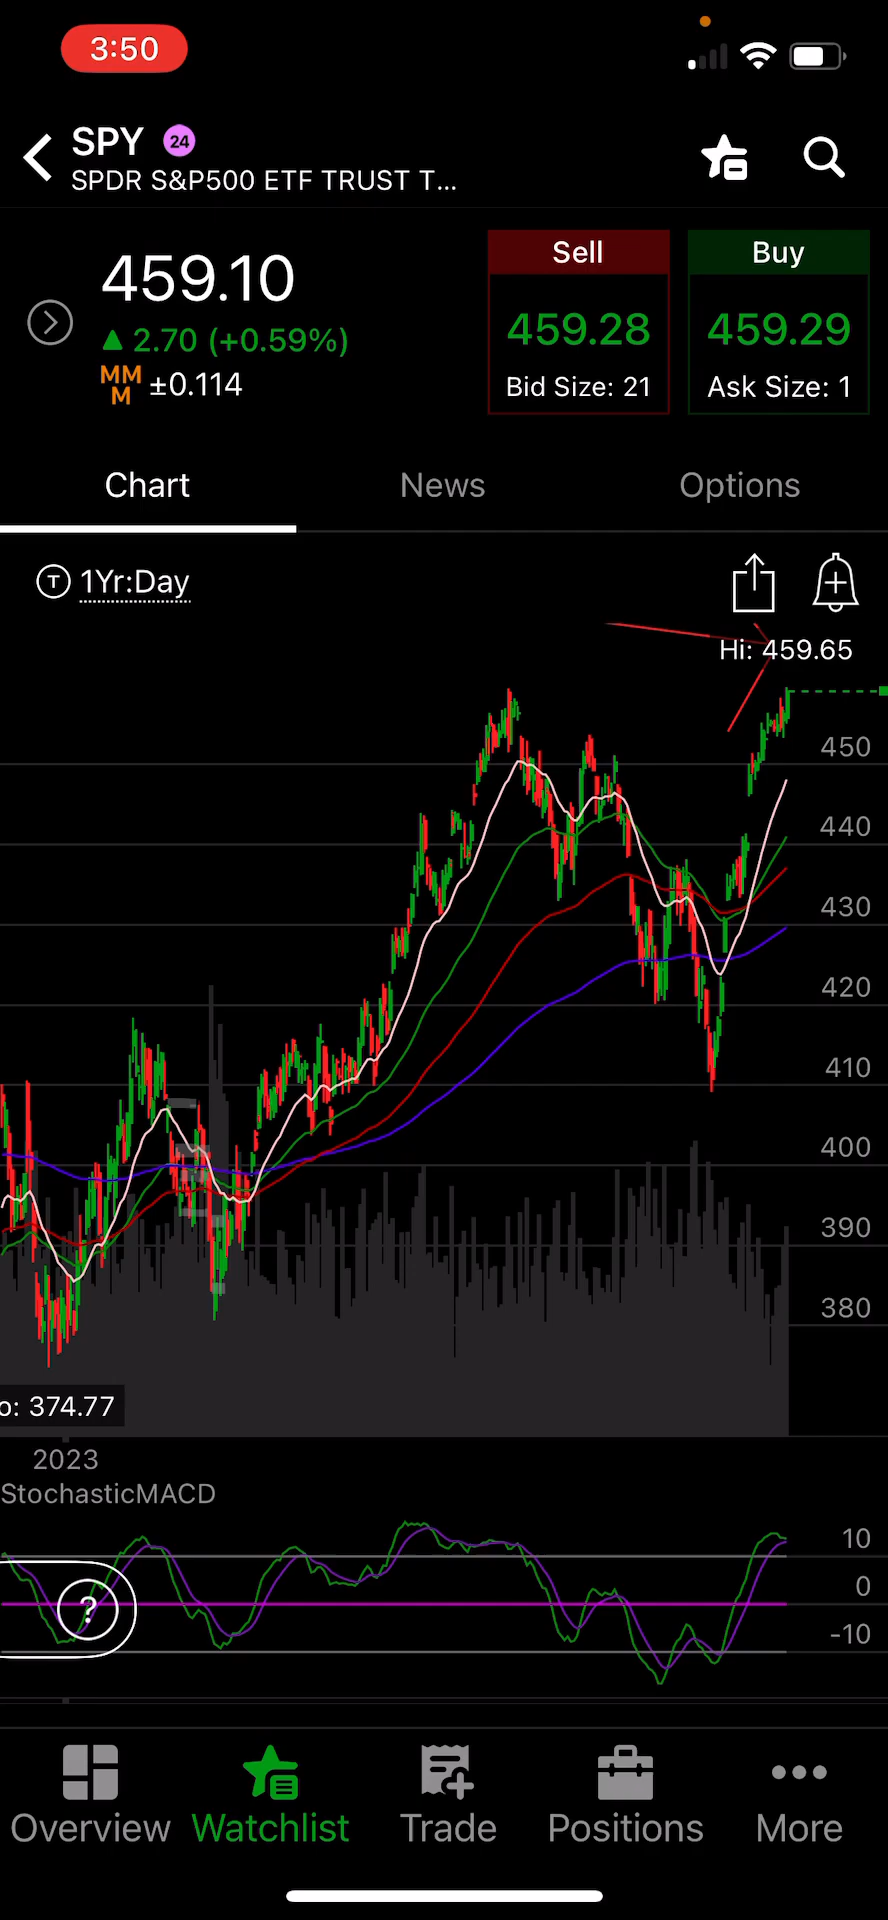 3:50
SPY 24
SPDR S&P500 ETF TRUST T...
459.10
2.70 (+0.59%)
MM
M
±0.114
Sell
459.28
Bid Size: 21
Buy
459.29
Ask Size: 1
Chart
News
Options
T 1Yr:Day
Hi: 459.65
450
440
430
420
410
400
390
380
o: 374.77
2023
StochasticMACD
10
0
-10
?
Overview
Watchlist
Trade
Positions
More